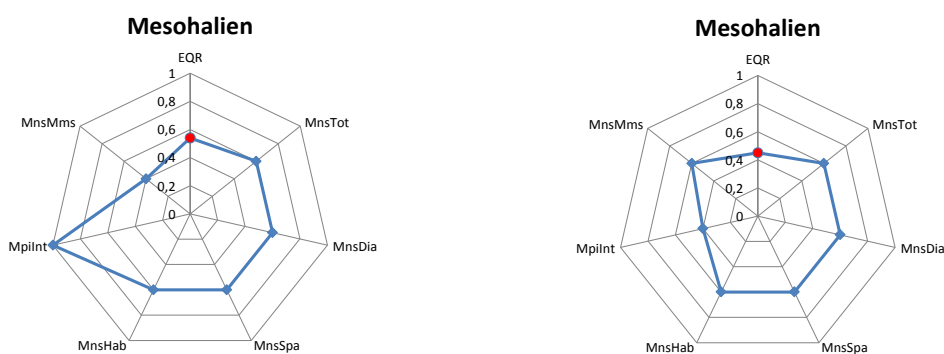 Mesohalien
EQR
1
0,8
0,6
0,4
0,2
0
MnsTot
MnsDia
MnsSpa
MnsHab
MpiInt
MnsMms
Mesohalien
EQR
1
0,8
0,6
0,4
0,2
0
MnsTot
MnsDia
MnsSpa
MnsHab
MpiInt
MnsMms